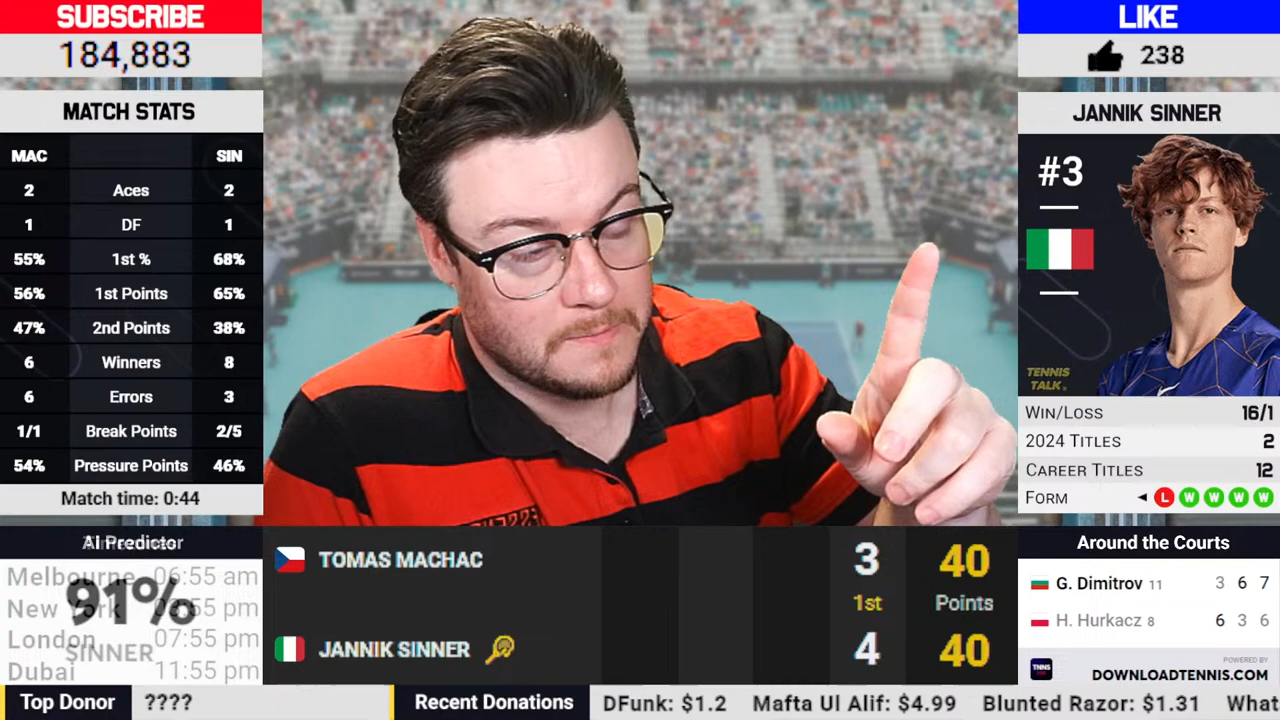 SUBSCRIBE
184,883
MATCH STATS
MAC SIN
2 Aces 2
1 DF 1
55% 1st % 68%
56% 1st Points 65%
47% 2nd Points 38%
6 Winners 8
6 Errors 3
1/1 Break Points 2/5
54% Pressure Points 46%
Match time: 0:44
AI Predictor
Melbourne 06:55 am
New York 03:55 pm
91%
London 07:55 pm
SINNER
Dubai 11:55 pm
TOMAS MACHAC 3 40
1st Points
JANNIK SINNER 4 40
LIKE
238
JANNIK SINNER
#3
TENNIS
TALK
WIN/LOSS 16/1
2024 TITLES 2
CAREER TITLES 12
FORM L W W W W
Around the Courts
G. Dimitrov 11 3 6 7
H. Hurkacz 8 6 3 6
POWERED BY
TNNS
DOWNLOADTENNIS.COM
Top Donor ???? Recent Donations DFunk: $1.2 Mafta Ul Alif: $4.99 Blunted Razor: $1.31 What